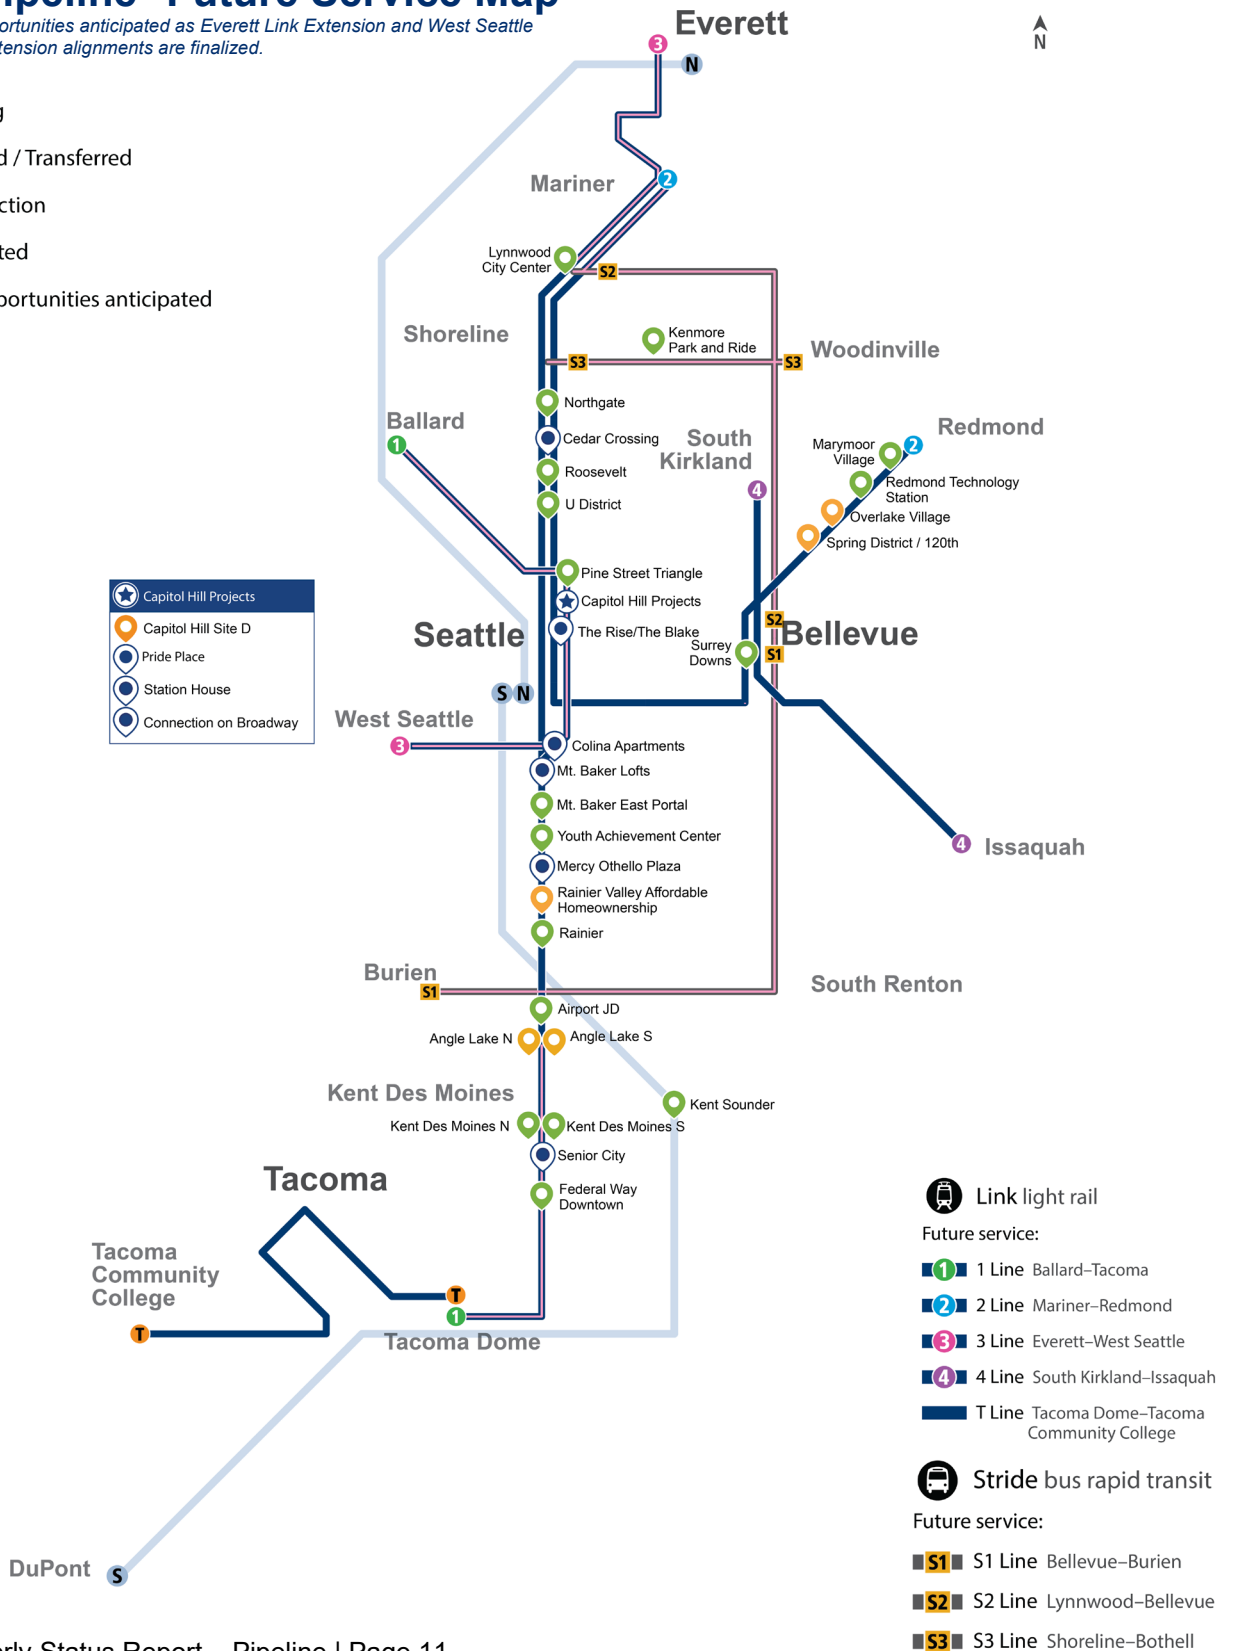 Pipeline - Future Service Map
ortunities anticipated as Everett Link Extension and West Seattle
tension alignments are finalized.
g
d / Transferred
ction
ted
portunities anticipated
Everett
N
3
N
Mariner
2
Lynnwood
City Center
S2
Shoreline
Kenmore
Park and Ride
S3
S3
Woodinville
Northgate
Ballard
1
Cedar Crossing
South
Kirkland
4
Roosevelt
U District
Redmond
2
Marymoor
Village
Redmond Technology
Station
Overlake Village
Spring District / 120th
Pine Street Triangle
Capitol Hill Projects
The Rise/The Blake
Seattle
Surrey
Downs
S2
S1
Bellevue
Capitol Hill Projects
Capitol Hill Site D
Pride Place
Station House
Connection on Broadway
S N
West Seattle
3
Colina Apartments
Mt. Baker Lofts
Mt. Baker East Portal
Youth Achievement Center
Mercy Othello Plaza
Rainier Valley Affordable
Homeownership
Rainier
4
Issaquah
Burien
S1
South Renton
Airport JD
Angle Lake N
Angle Lake S
Kent Des Moines
Kent Sounder
Kent Des Moines N
Kent Des Moines S
Senior City
Federal Way
Downtown
Tacoma
Tacoma
Community
College
T
T
1
Tacoma Dome
DuPont
S
Link light rail
Future service:
1 1 Line Ballard–Tacoma
2 2 Line Mariner–Redmond
3 3 Line Everett–West Seattle
4 4 Line South Kirkland–Issaquah
T Line Tacoma Dome–Tacoma
Community College
Stride bus rapid transit
Future service:
S1 S1 Line Bellevue–Burien
S2 S2 Line Lynnwood–Bellevue
S3 S3 Line Shoreline–Bothell
erly Status Report – Pipeline | Page 11